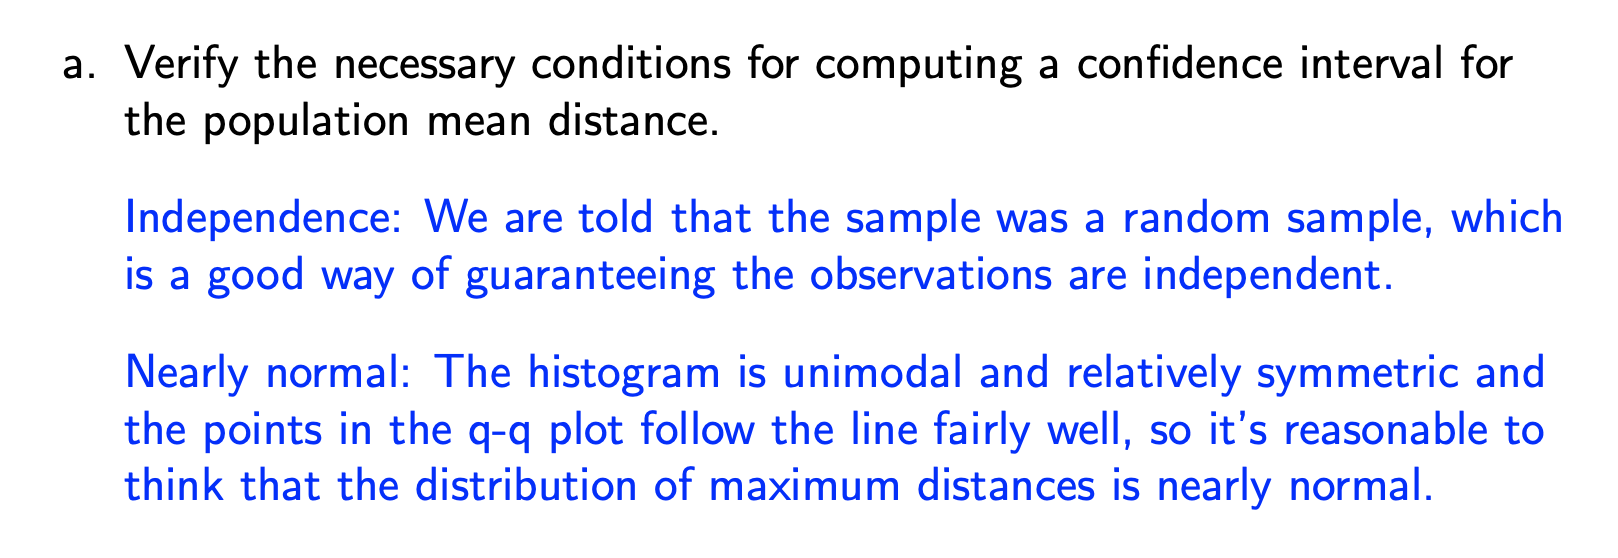 a. Verify the necessary conditions for computing a confidence interval for
the population mean distance.
Independence: We are told that the sample was a random sample, which
is a good way of guaranteeing the observations are independent.
Nearly normal: The histogram is unimodal and relatively symmetric and
the points in the q-q plot follow the line fairly well, so it's reasonable to
think that the distribution of maximum distances is nearly normal.